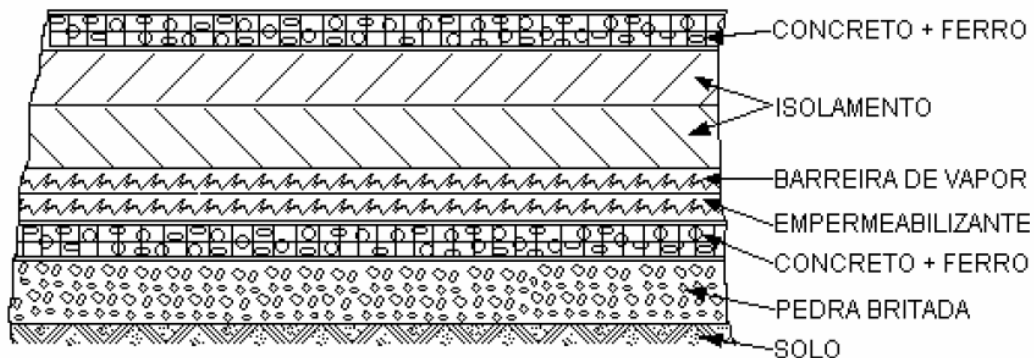 CONCRETO + FERRO
ISOLAMENTO
BARREIRA DE VAPOR
EMPERMEABILIZANTE
CONCRETO + FERRO
PEDRA BRITADA
SOLO